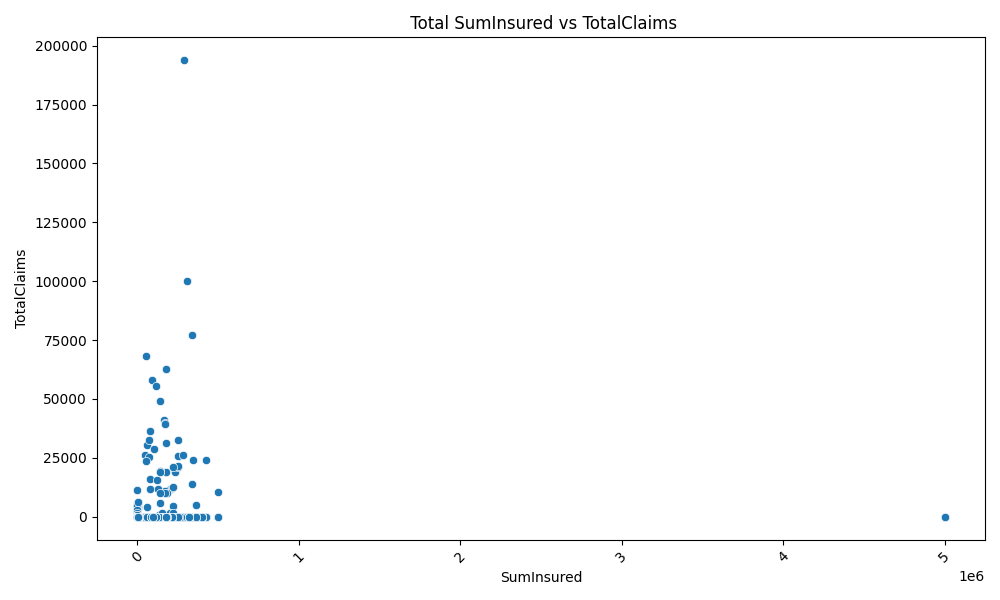 Total SumInsured vs TotalClaims
200000
175000
150000
125000
100000
75000
50000
25000
0
TotalClaims
0 1 2 3 4 5
1e6
SumInsured